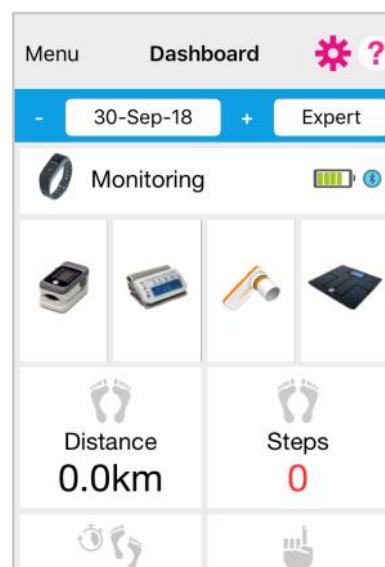 Menu Dashboard ?
- 30-Sep-18 + Expert
Monitoring
Distance Steps
0.0km 0